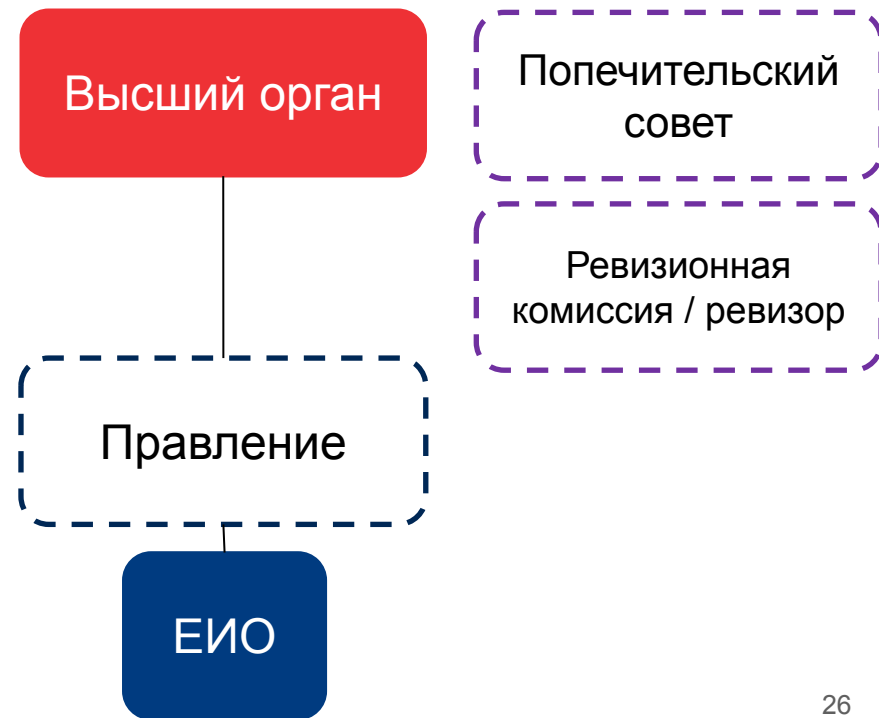 Высший орган
Попечительский
совет
Ревизионная
комиссия / ревизор
Правление
ЕИО
26